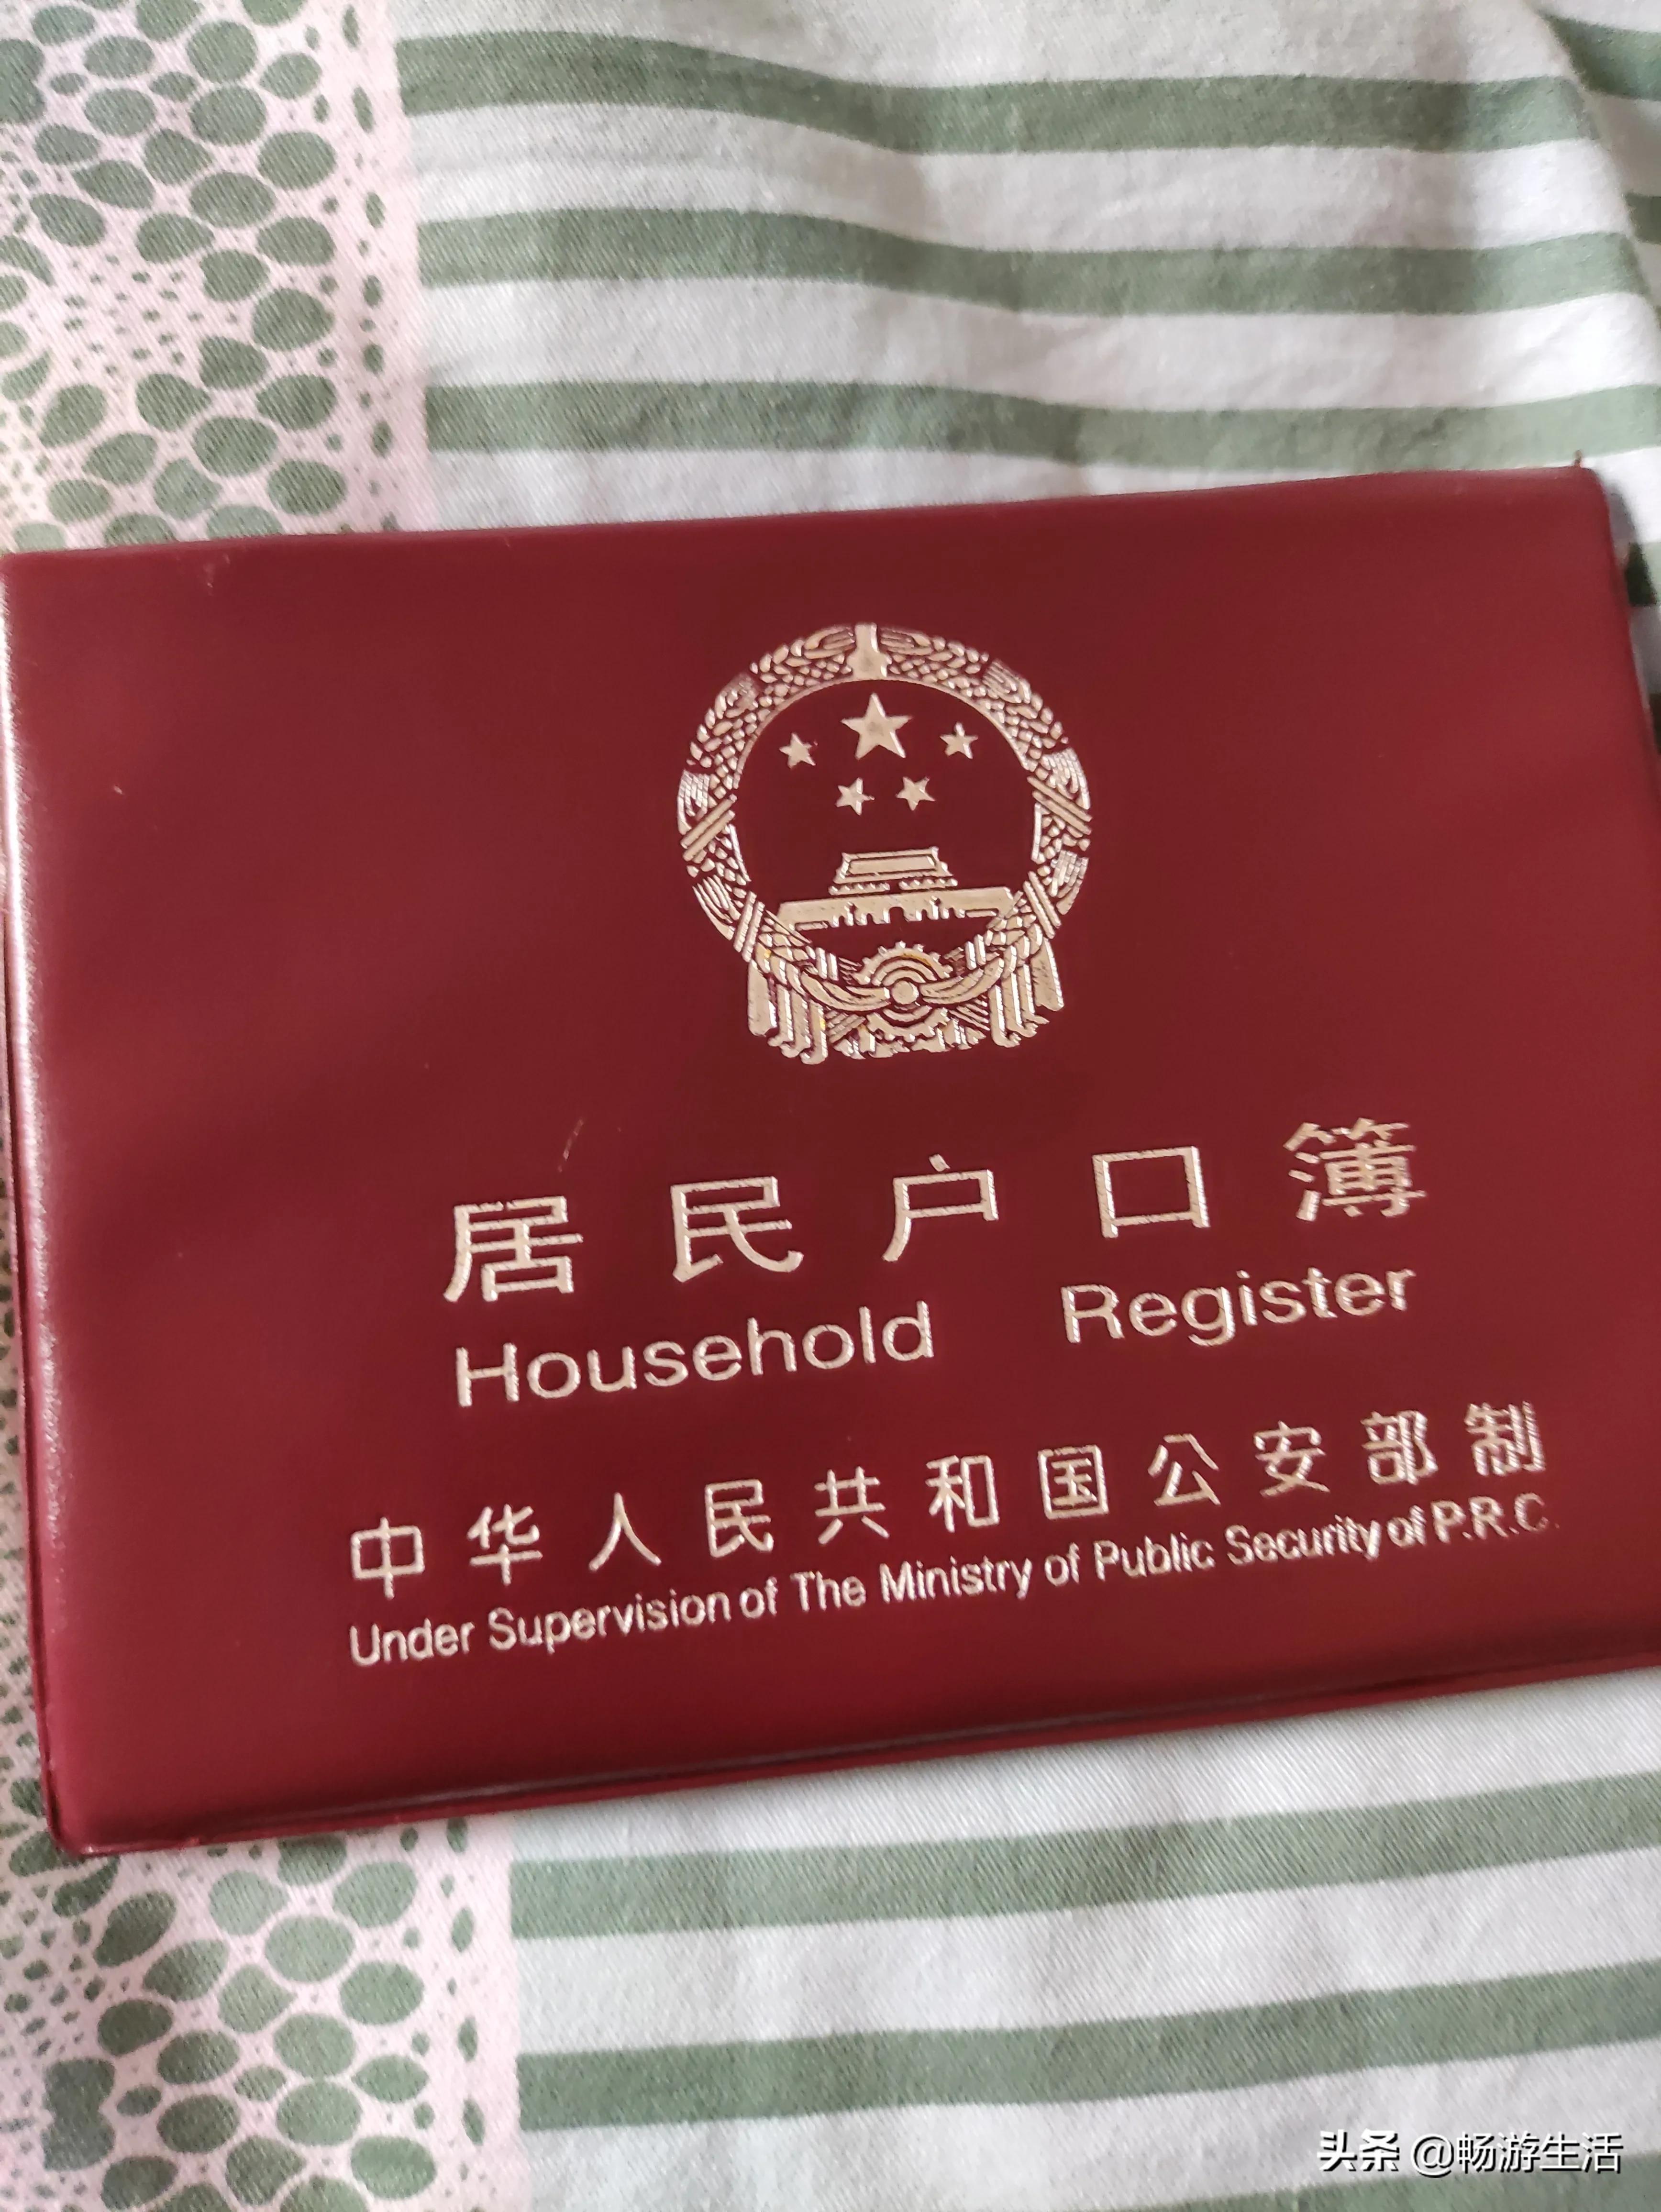 居民户口簿
Household Register
中华人民共和国公安部制
Under Supervision of The Ministry of Public Security of P.R.C.
头条 @畅游生活